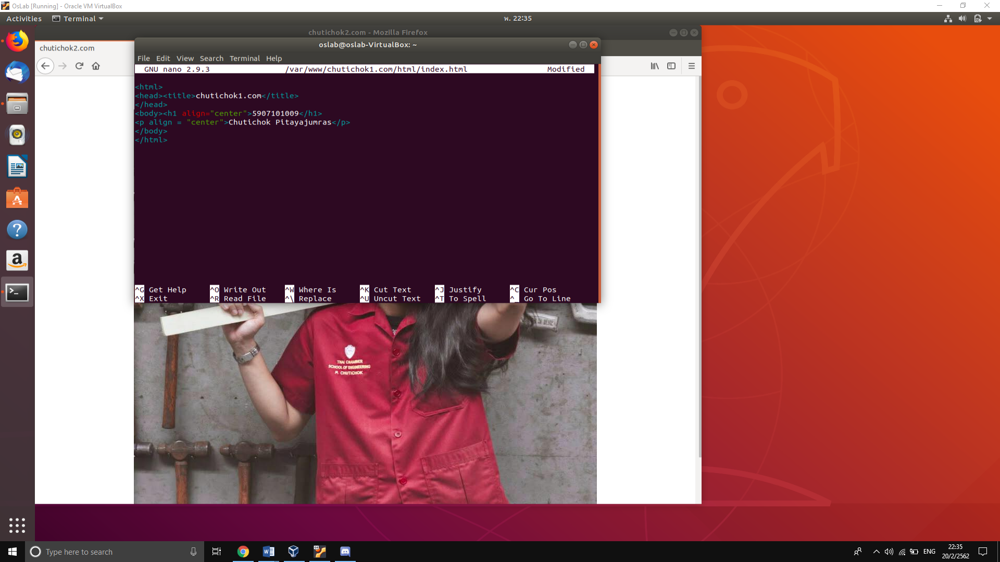 OsLab [Running] - Oracle VM VirtualBox
Activities
Terminal
พ. 22:35
chutichok2.com - Mozilla Firefox
chutichok2.com
oslab@oslab-VirtualBox: ~
File Edit View Search Terminal Help
GNU nano 2.9.3 /var/www/chutichok1.com/html/index.html Modified
<html>
<head><title>chutichok1.com</title>
</head>
<body><h1 align="center">5907101009</h1>
<p align = "center">Chutichok Pitayajumras</p>
</body>
</html>
^G Get Help ^O Write Out ^W Where Is ^K Cut Text ^J Justify ^C Cur Pos
^X Exit ^R Read File ^\ Replace ^U Uncut Text ^T To Spell ^_ Go To Line
THAI CHAMBER
SCHOOL OF ENGINEERING
P. CHUTICHOK
Type here to search
ENG
22:35
20/2/2562